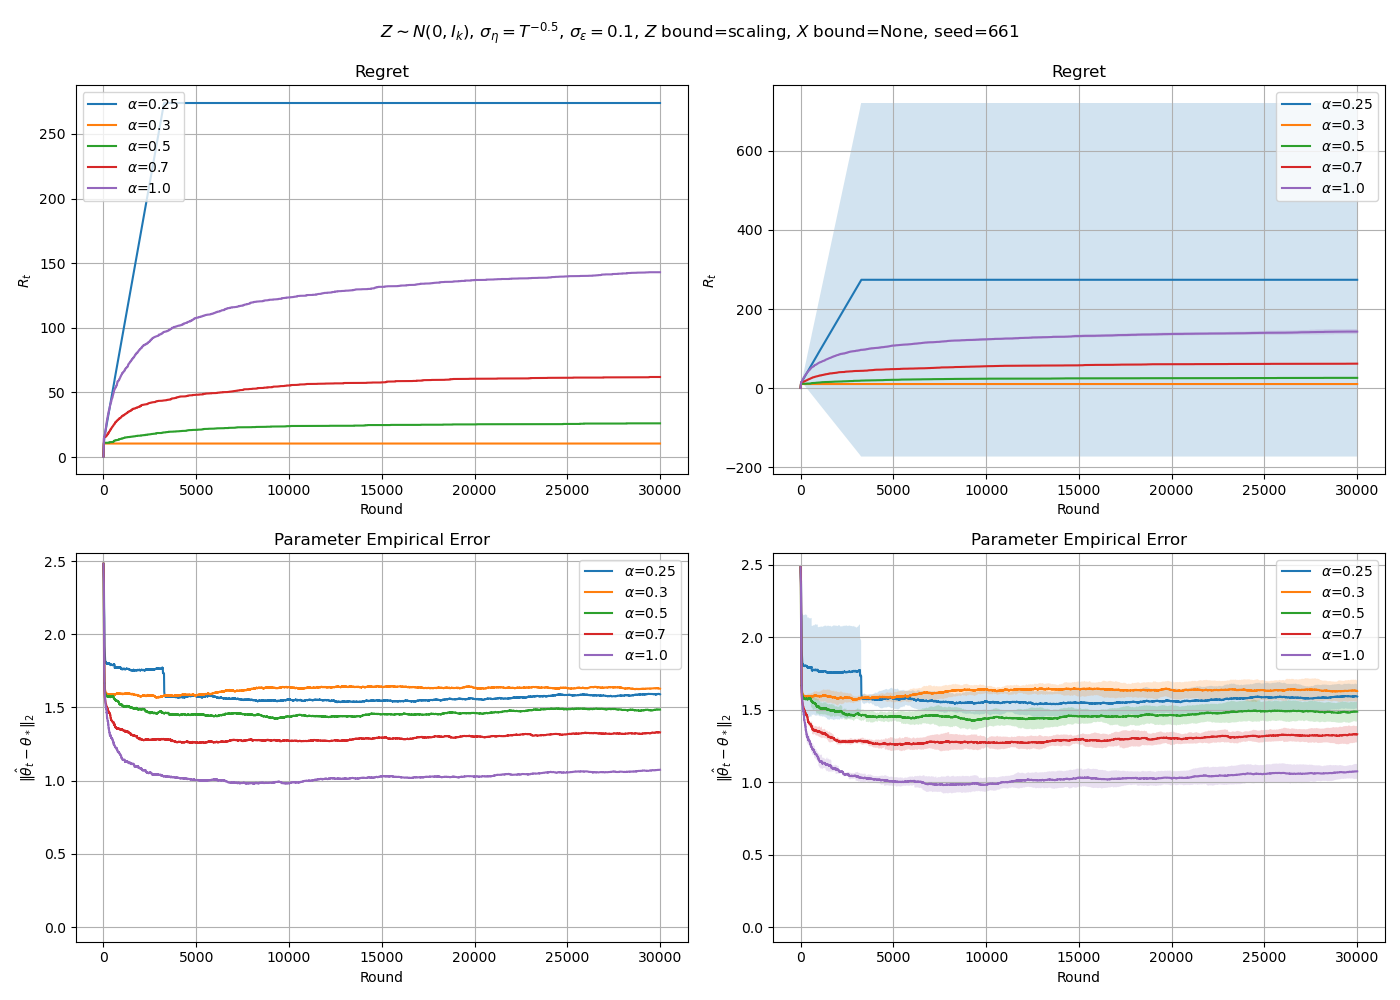 Z ~ N(0, I_k), σ_η = T^{-0.5}, σ_ε = 0.1, Z bound=scaling, X bound=None, seed=661
Regret
α=0.25
α=0.3
α=0.5
α=0.7
α=1.0
250
200
150
100
50
0
R_t
0 5000 10000 15000 20000 25000 30000
Round
Regret
α=0.25
α=0.3
α=0.5
α=0.7
α=1.0
600
400
200
0
−200
R_t
0 5000 10000 15000 20000 25000 30000
Round
Parameter Empirical Error
α=0.25
α=0.3
α=0.5
α=0.7
α=1.0
2.5
2.0
1.5
1.0
0.5
0.0
‖θ̂_t − θ*‖_2
0 5000 10000 15000 20000 25000 30000
Round
Parameter Empirical Error
α=0.25
α=0.3
α=0.5
α=0.7
α=1.0
2.5
2.0
1.5
1.0
0.5
0.0
‖θ̂_t − θ*‖_2
0 5000 10000 15000 20000 25000 30000
Round